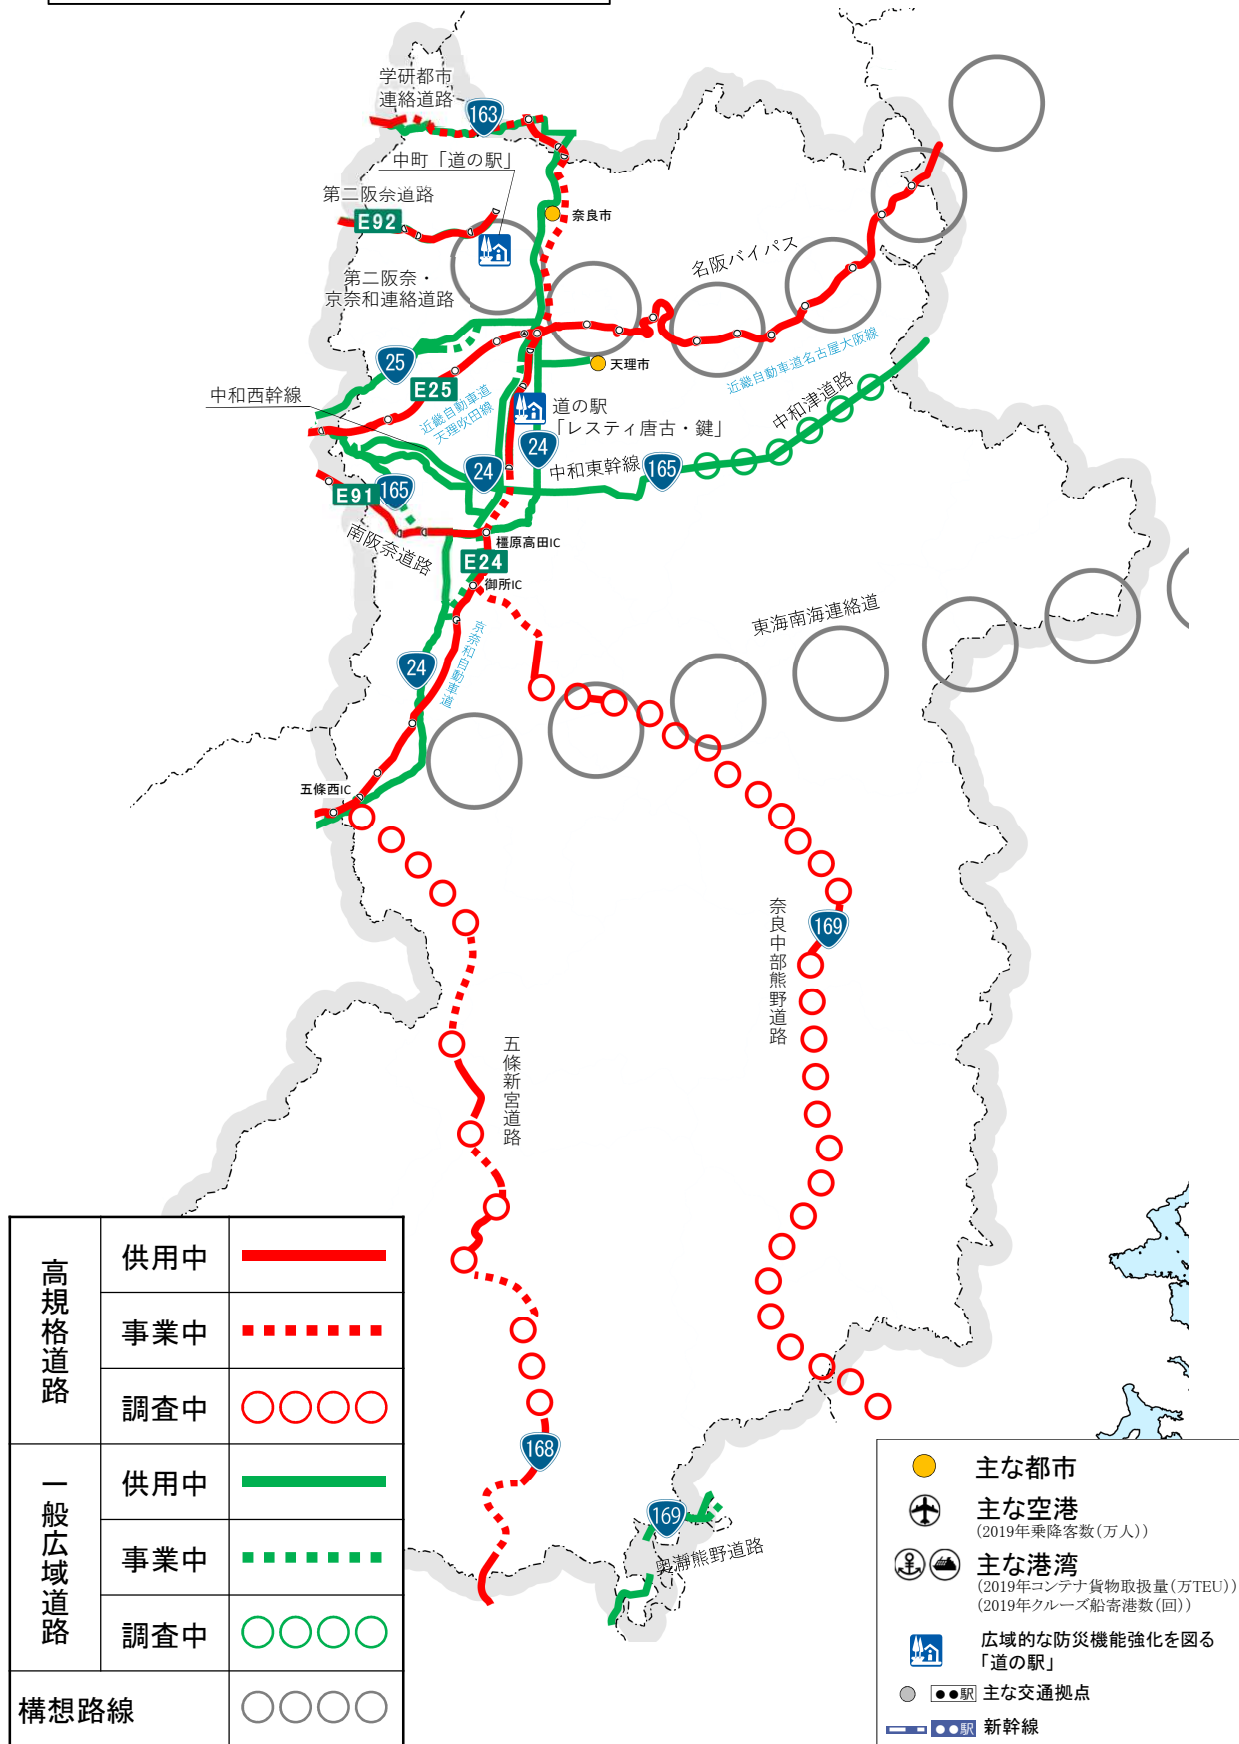 学研都市
連絡道路
163
中町「道の駅」
第二阪奈道路
E92
奈良市
名阪バイパス
第二阪奈・
京奈和連絡道路
25
E25
天理市
近畿自動車道名古屋大阪線
中和西幹線
近畿自動車道
天理吹田線
道の駅
「レスティ唐古・鍵」
中和津道路
24
24
中和東幹線
165
E91
165
南阪奈道路
橿原高田IC
E24
御所IC
東海南海連絡道
京奈和自動車道
24
五條西IC
奈良中部熊野道路
169
五條新宮道路
168
169
奥瀞熊野道路
高規格道路
供用中
事業中
調査中
一般広域道路
供用中
事業中
調査中
構想路線
主な都市
主な空港
(2019年乗降客数(万人))
主な港湾
(2019年コンテナ貨物取扱量(万TEU))
(2019年クルーズ船寄港数(回))
広域的な防災機能強化を図る
「道の駅」
●●駅 主な交通拠点
●●駅 新幹線